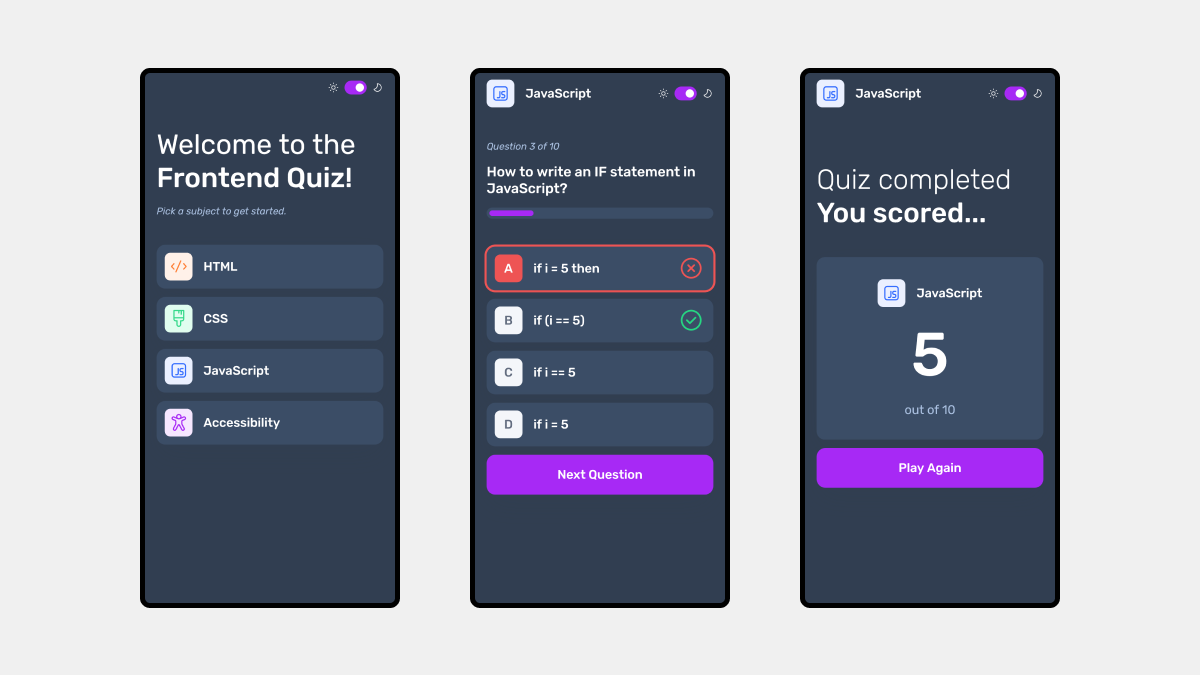 Welcome to the
Frontend Quiz!
Pick a subject to get started.
</> HTML
CSS
JS JavaScript
Accessibility
JS JavaScript
Question 3 of 10
How to write an IF statement in
JavaScript?
A if i = 5 then
B if (i == 5)
C if i == 5
D if i = 5
Next Question
JS JavaScript
Quiz completed
You scored...
JS JavaScript
5
out of 10
Play Again